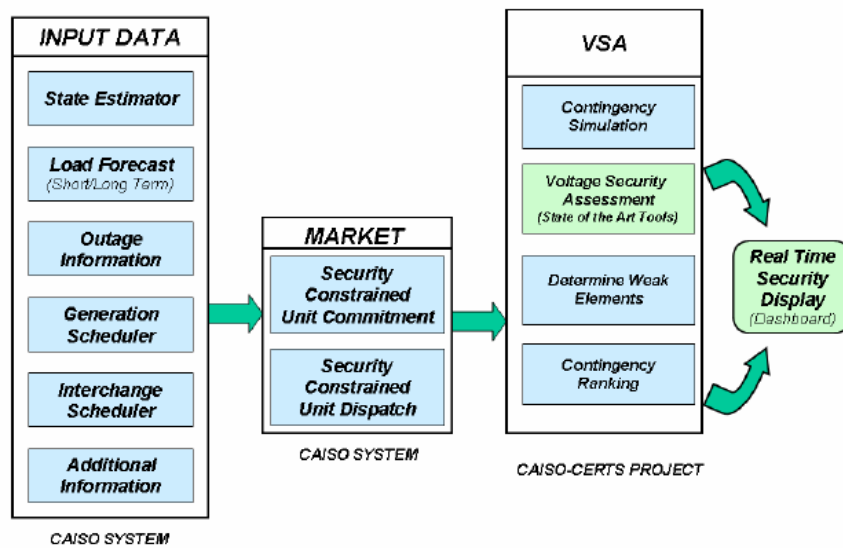 INPUT DATA
State Estimator
Load Forecast
(Short/Long Term)
Outage
Information
Generation
Scheduler
Interchange
Scheduler
Additional
Information
CAISO SYSTEM
MARKET
Security
Constrained
Unit Commitment
Security
Constrained
Unit Dispatch
CAISO SYSTEM
VSA
Contingency
Simulation
Voltage Security
Assessment
(State of the Art Tools)
Determine Weak
Elements
Contingency
Ranking
CAISO-CERTS PROJECT
Real Time
Security
Display
(Dashboard)